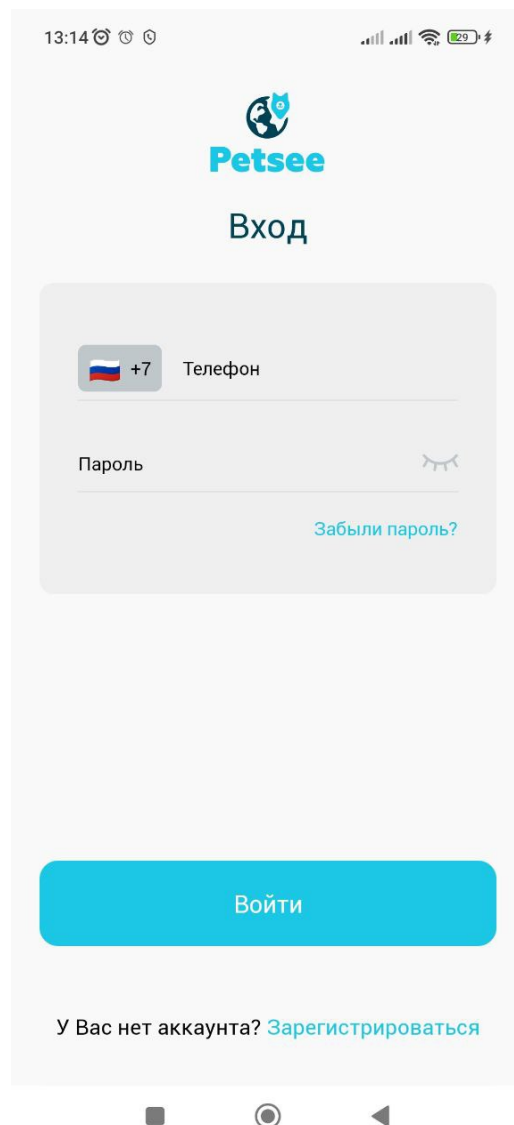 13:14
29
Petsee
Вход
+7 Телефон
Пароль
Забыли пароль?
Войти
У Вас нет аккаунта? Зарегистрироваться